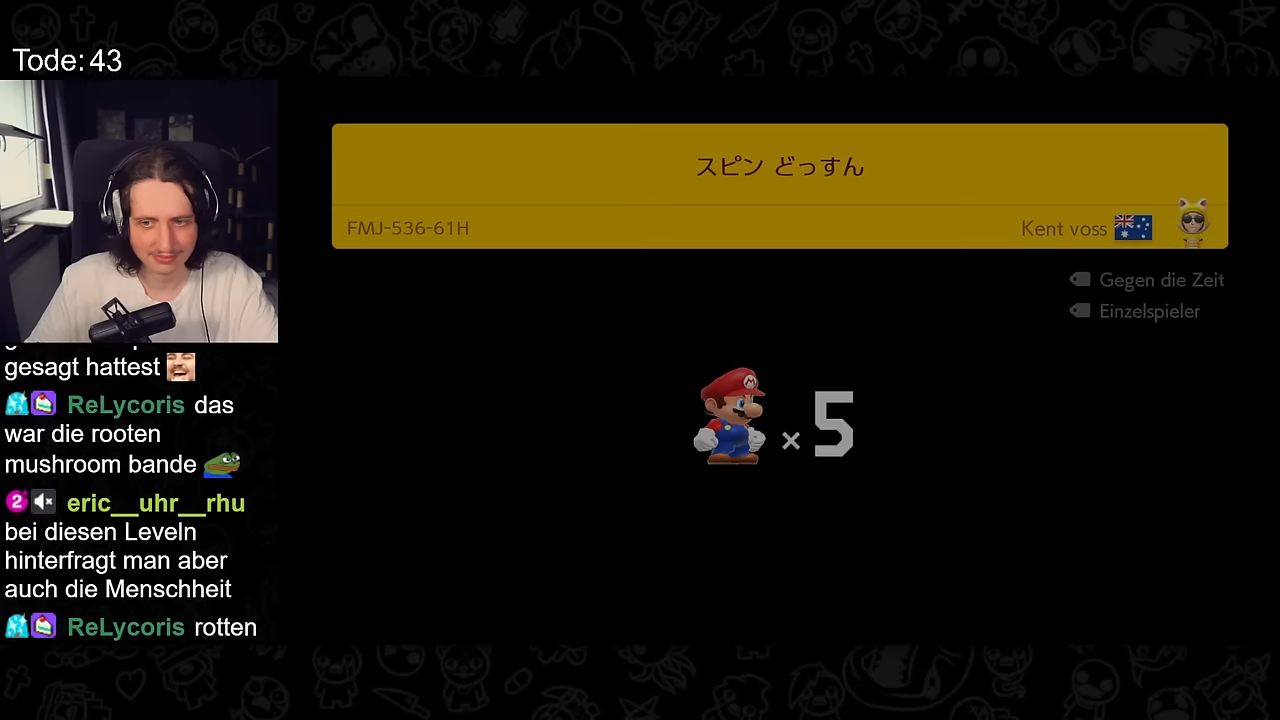 Tode: 43
スピン どっすん
FMJ-536-61H
Kent voss
Gegen die Zeit
Einzelspieler
× 5
gesagt hattest
ReLycoris das
war die rooten
mushroom bande
2 eric__uhr__rhu
bei diesen Leveln
hinterfragt man aber
auch die Menschheit
ReLycoris rotten